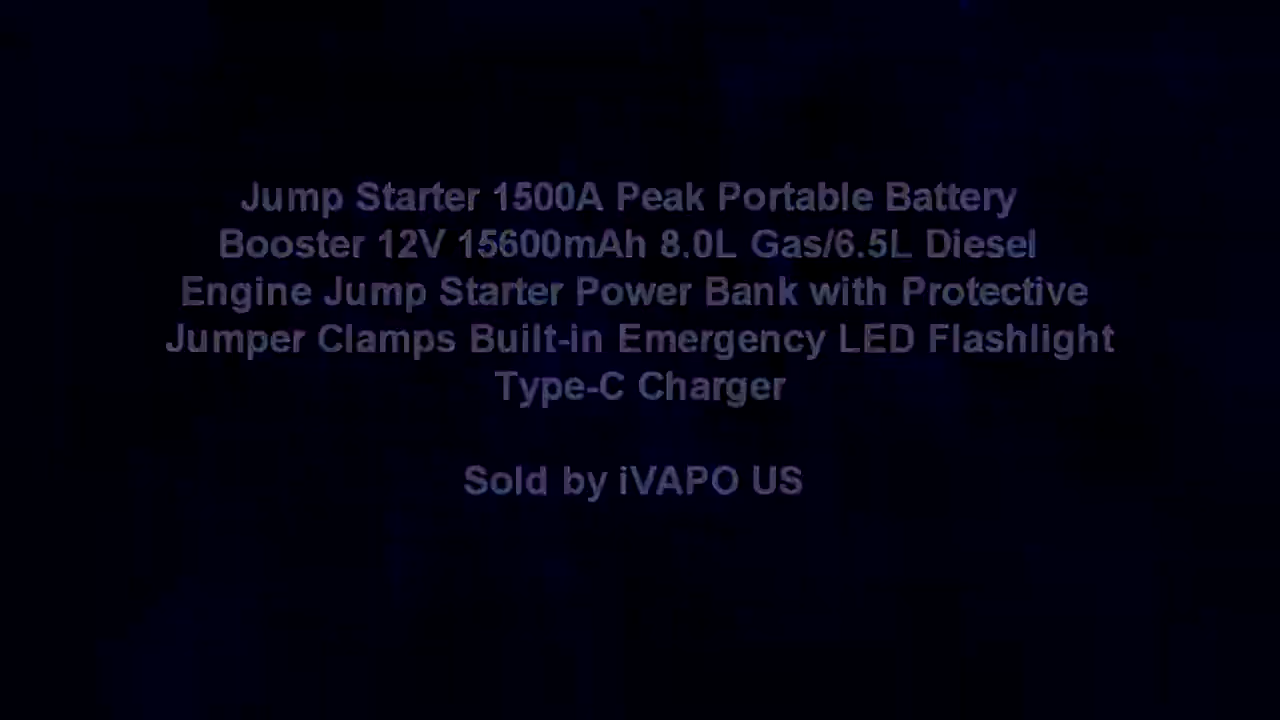 Jump Starter 1500A Peak Portable Battery
Booster 12V 15600mAh 8.0L Gas/6.5L Diesel
Engine Jump Starter Power Bank with Protective
Jumper Clamps Built-in Emergency LED Flashlight
Type-C Charger
Sold by iVAPO US